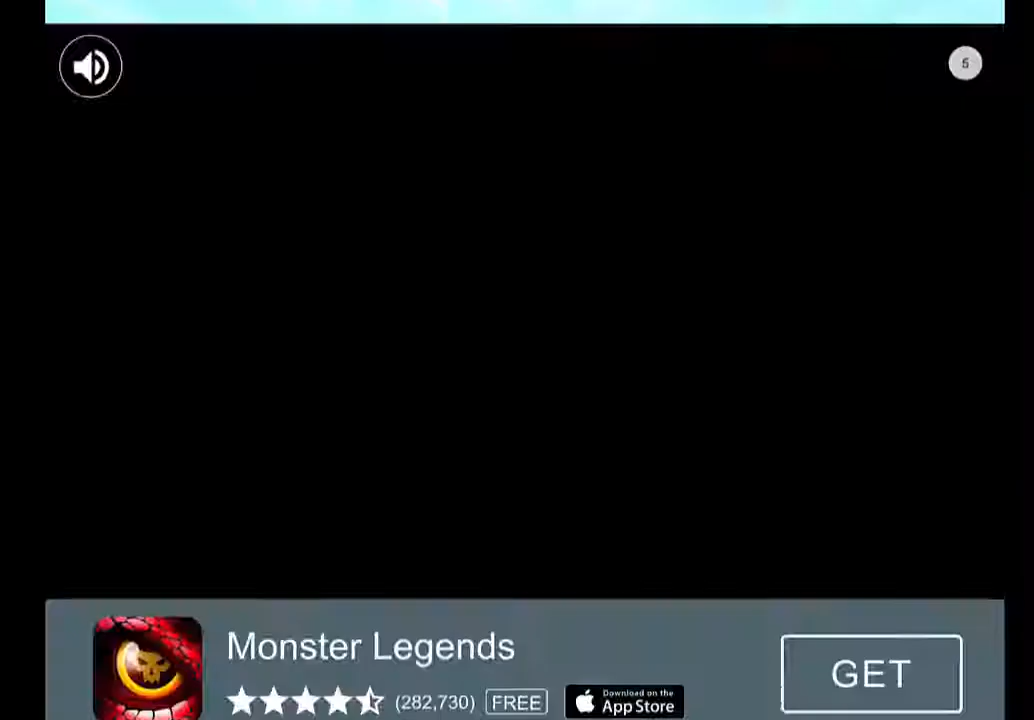 5
Monster Legends
GET
(282,730) FREE Download on the
App Store